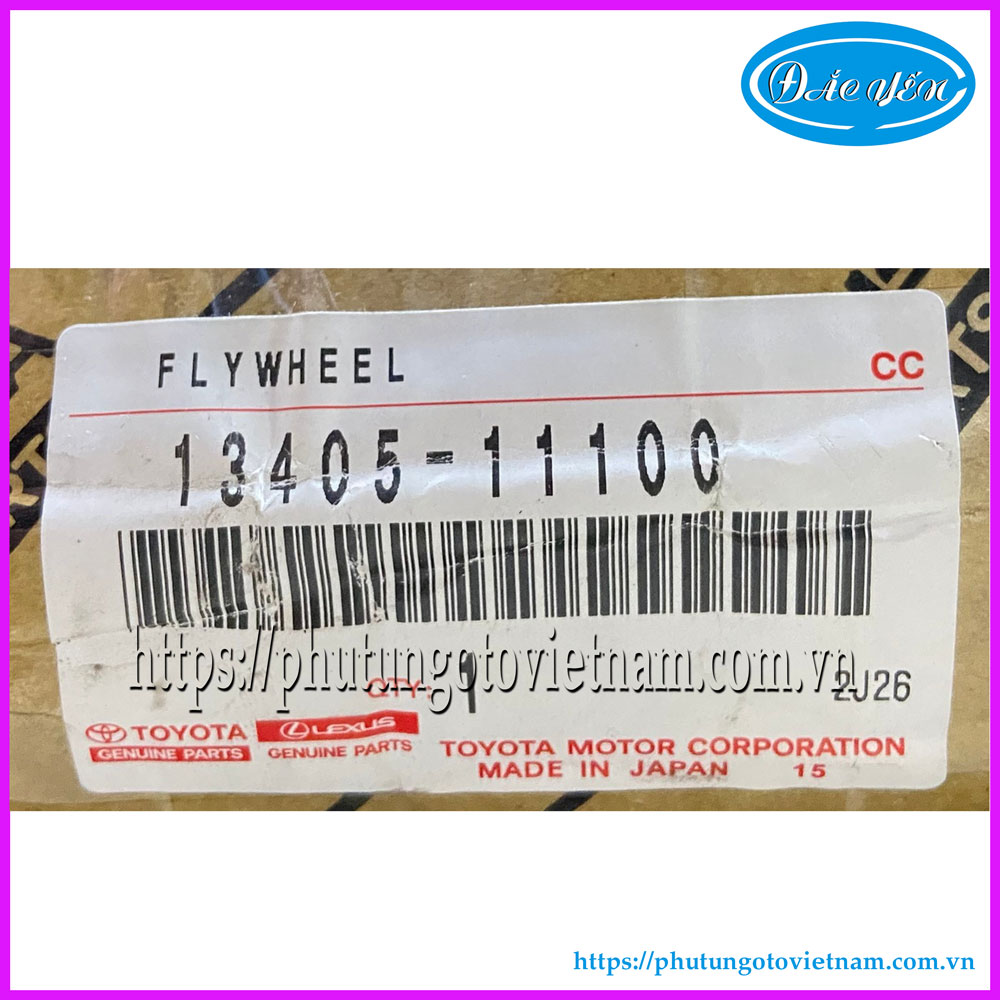 ĐẮC YẾN
FLYWHEEL
CC
13405-11100
https://phutungotovietnam.com.vn
QTY: 1
2J26
TOYOTA
GENUINE PARTS
LEXUS
GENUINE PARTS
TOYOTA MOTOR CORPORATION
MADE IN JAPAN 15
https://phutungotovietnam.com.vn